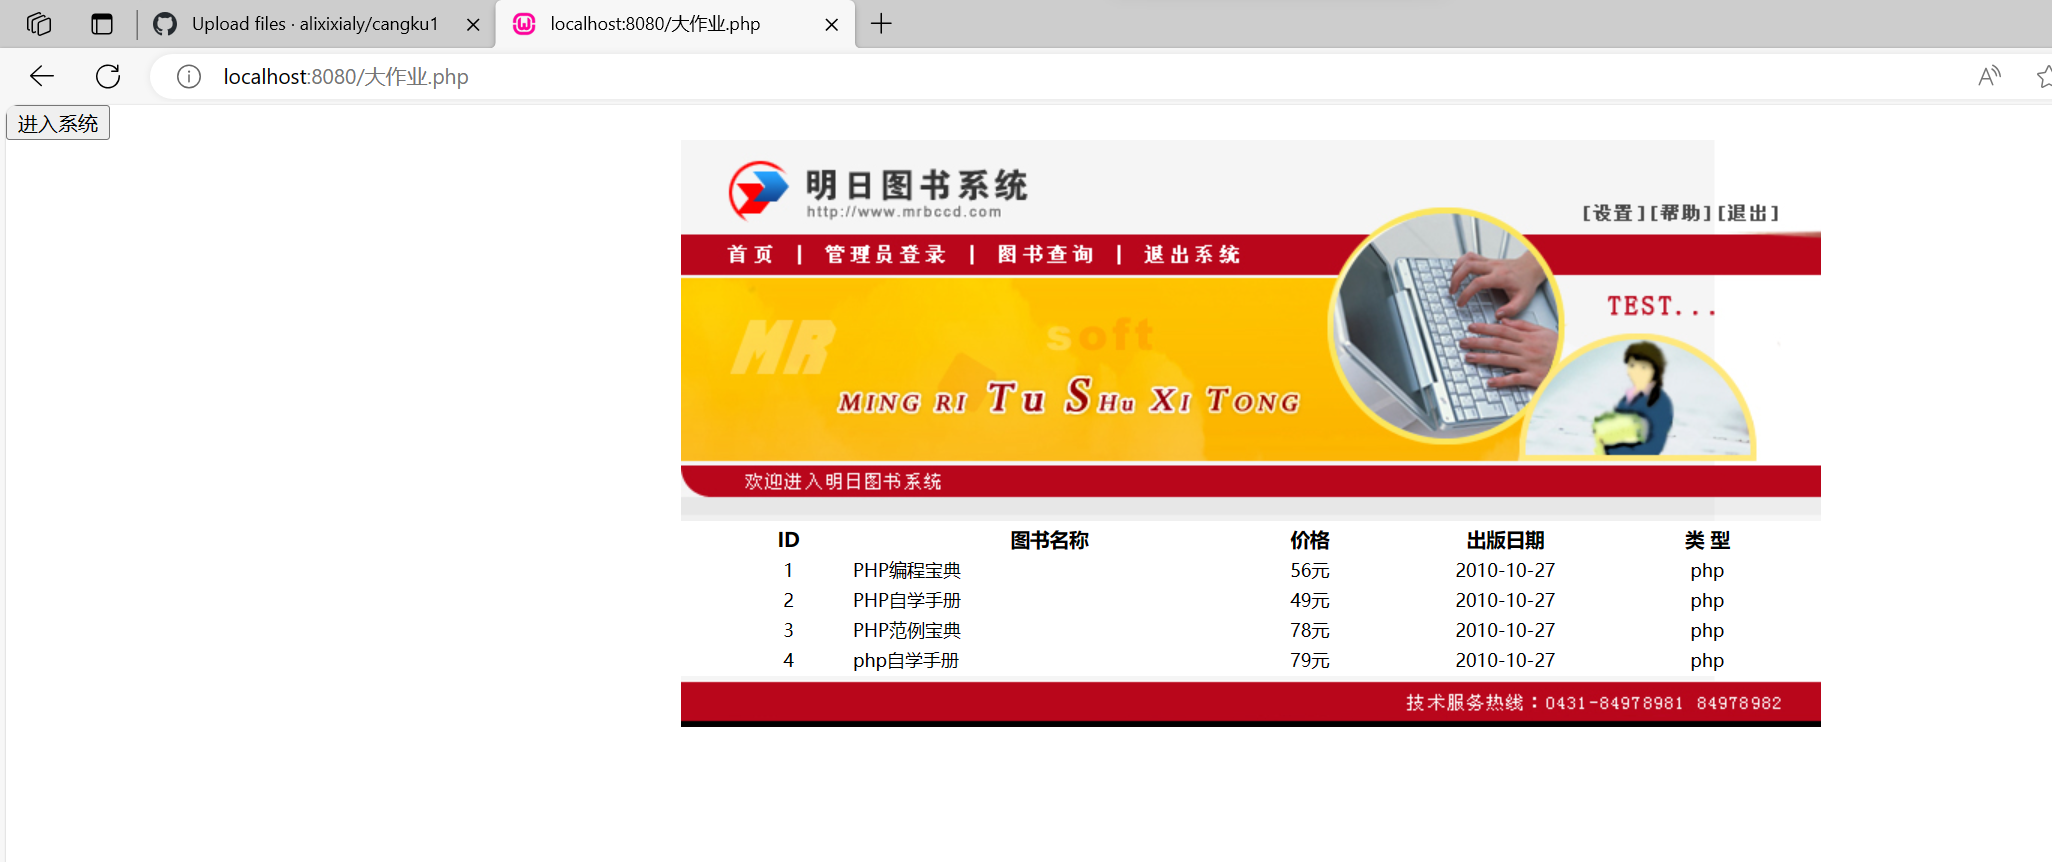 Upload files · alixixialy/cangku1
localhost:8080/大作业.php
localhost:8080/大作业.php
进入系统
明日图书系统
http://www.mrbccd.com
[设置][帮助][退出]
首页 | 管理员登录 | 图书查询 | 退出系统
TEST...
MR
soft
MING RI TU SHU XI TONG
欢迎进入明日图书系统
ID 图书名称 价格 出版日期 类 型
1 PHP编程宝典 56元 2010-10-27 php
2 PHP自学手册 49元 2010-10-27 php
3 PHP范例宝典 78元 2010-10-27 php
4 php自学手册 79元 2010-10-27 php
技术服务热线：0431-84978981 84978982